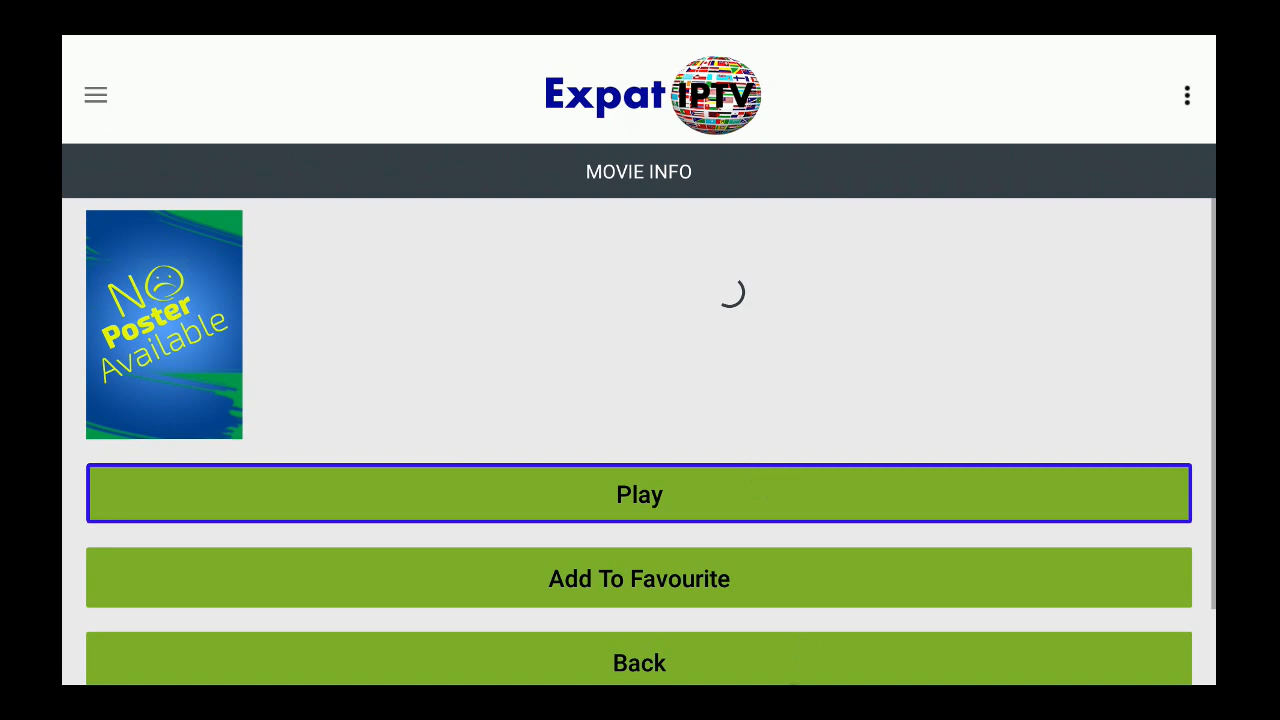 Expat IPTV
MOVIE INFO
NO
Poster
Available
Play
Add To Favourite
Back